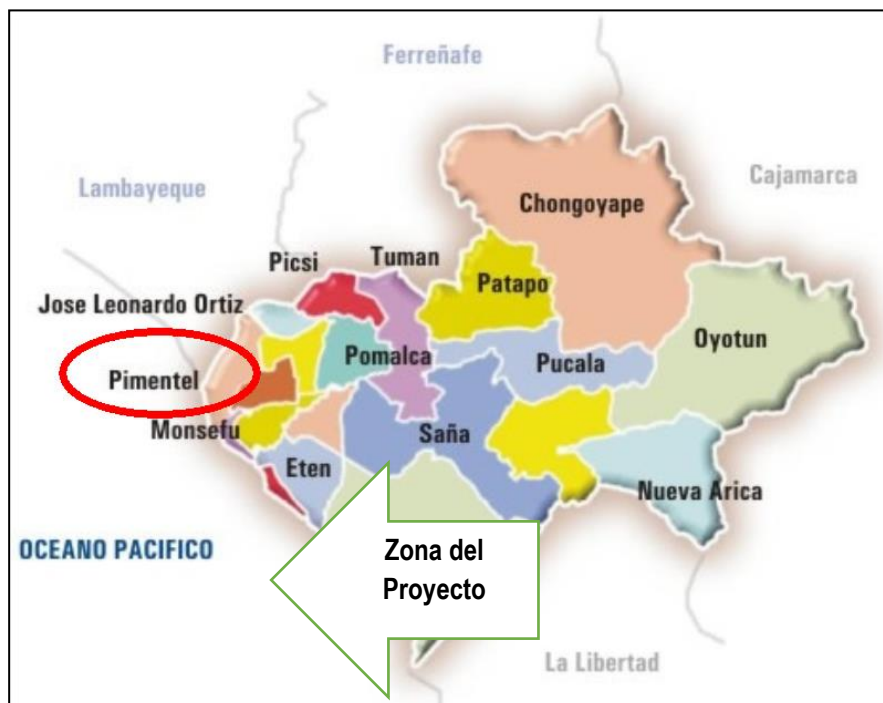 Ferreñafe
Lambayeque
Cajamarca
Chongoyape
Picsi
Tuman
Patapo
Jose Leonardo Ortiz
Oyotun
Pomalca
Pucala
Pimentel
Monsefu
Saña
Eten
Nueva Arica
OCEANO PACIFICO
Zona del
Proyecto
La Libertad